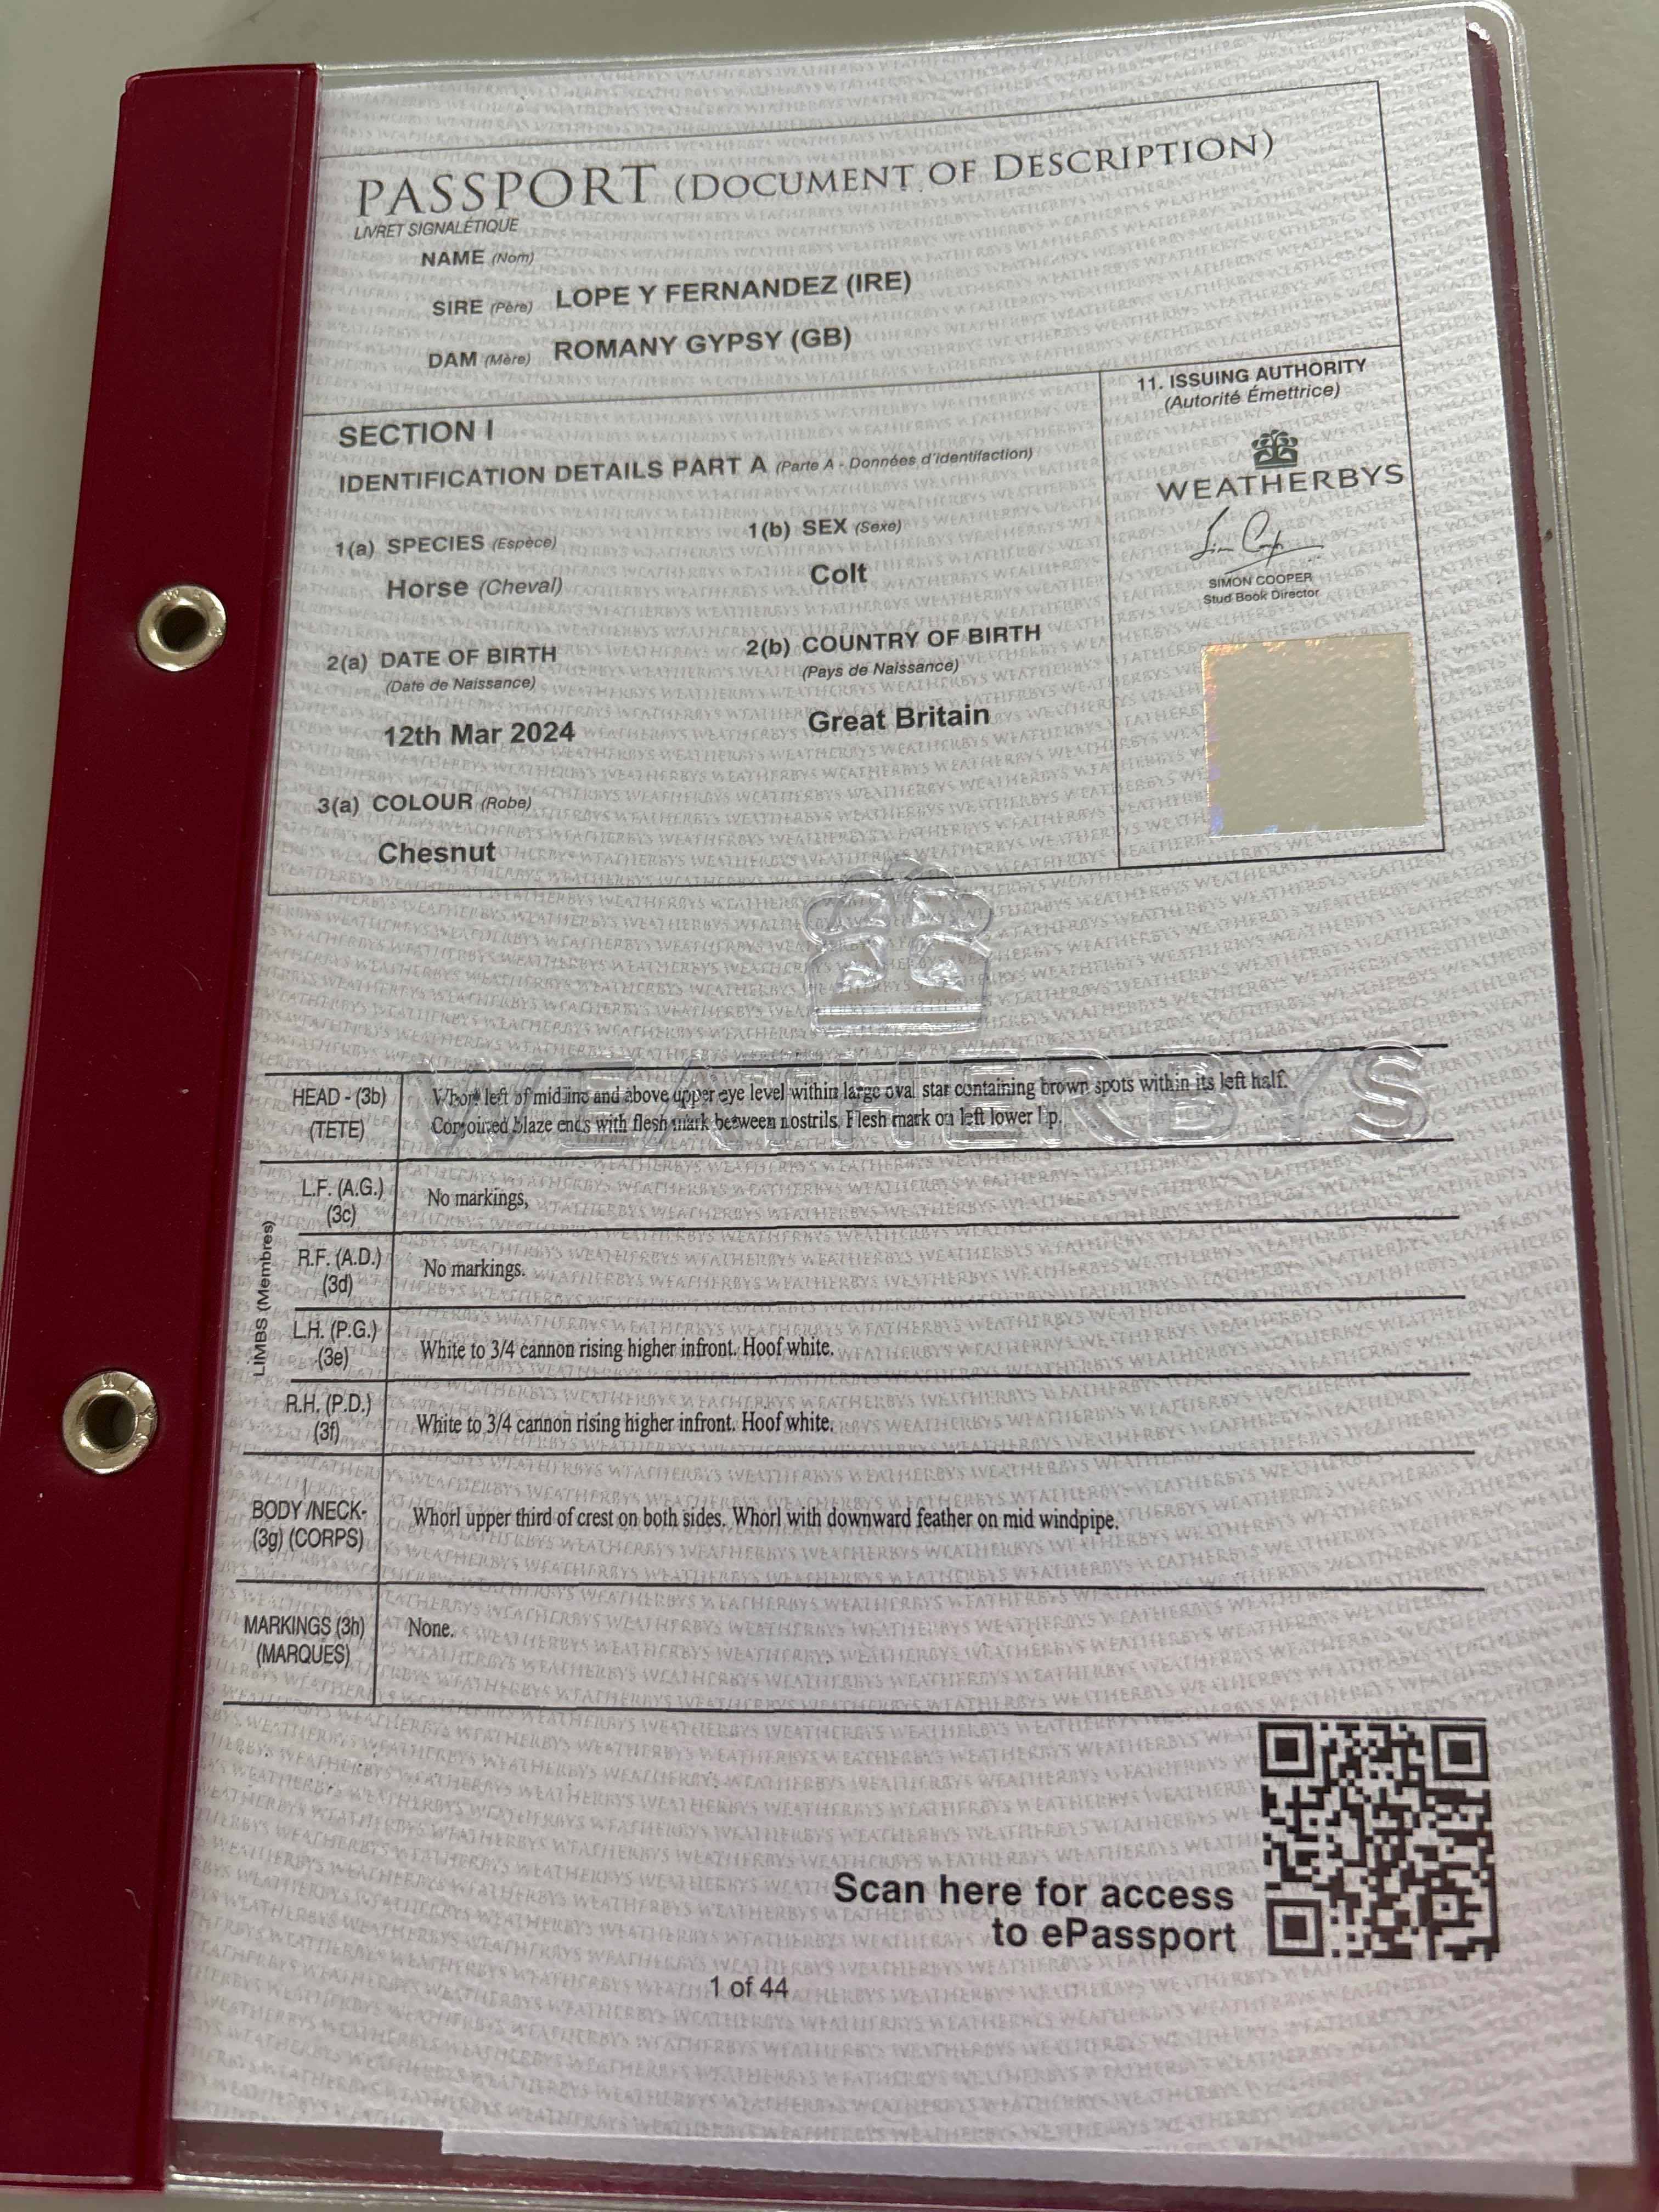 PASSPORT (DOCUMENT OF DESCRIPTION)
LIVRET SIGNALÉTIQUE
NAME (Nom)
SIRE (Père) LOPE Y FERNANDEZ (IRE)
DAM (Mère) ROMANY GYPSY (GB)
SECTION I
IDENTIFICATION DETAILS PART A (Parte A - Données d'identifaction)
1(a) SPECIES (Espèce)
Horse (Cheval)
1(b) SEX (Sexe)
Colt
2(a) DATE OF BIRTH
(Date de Naissance)
12th Mar 2024
2(b) COUNTRY OF BIRTH
(Pays de Naissance)
Great Britain
3(a) COLOUR (Robe)
Chesnut
11. ISSUING AUTHORITY
(Autorité Émettrice)
WEATHERBYS
SIMON COOPER
Stud Book Director
WEATHERBYS
HEAD - (3b)
(TETE)
Whorl left of midline and above upper eye level within large oval star containing brown spots within its left half.
Conjoined blaze ends with flesh mark between nostrils. Flesh mark on left lower lip.
LIMBS (Membres)
L.F. (A.G.)
(3c)
No markings,
R.F. (A.D.)
(3d)
No markings.
L.H. (P.G.)
(3e)
White to 3/4 cannon rising higher infront. Hoof white.
R.H. (P.D.)
(3f)
White to 3/4 cannon rising higher infront. Hoof white.
BODY /NECK-
(3g) (CORPS)
Whorl upper third of crest on both sides. Whorl with downward feather on mid windpipe.
MARKINGS (3h)
(MARQUES)
None.
Scan here for access
to ePassport
1 of 44